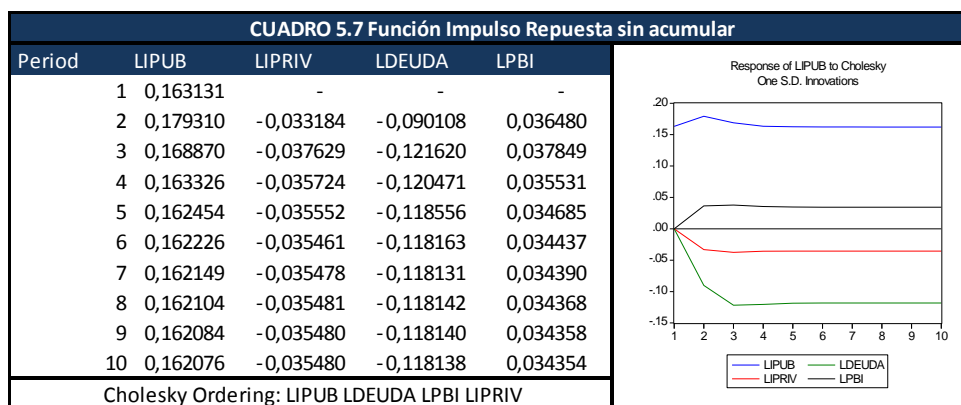 CUADRO 5.7 Función Impulso Repuesta sin acumular
Period LIPUB LIPRIV LDEUDA LPBI
1 0,163131 - - -
2 0,179310 -0,033184 -0,090108 0,036480
3 0,168870 -0,037629 -0,121620 0,037849
4 0,163326 -0,035724 -0,120471 0,035531
5 0,162454 -0,035552 -0,118556 0,034685
6 0,162226 -0,035461 -0,118163 0,034437
7 0,162149 -0,035478 -0,118131 0,034390
8 0,162104 -0,035481 -0,118142 0,034368
9 0,162084 -0,035480 -0,118140 0,034358
10 0,162076 -0,035480 -0,118138 0,034354
Cholesky Ordering: LIPUB LDEUDA LPBI LIPRIV
Response of LIPUB to Cholesky
One S.D. Innovations
.20
.15
.10
.05
.00
-.05
-.10
-.15
1 2 3 4 5 6 7 8 9 10
LIPUB LDEUDA
LIPRIV LPBI